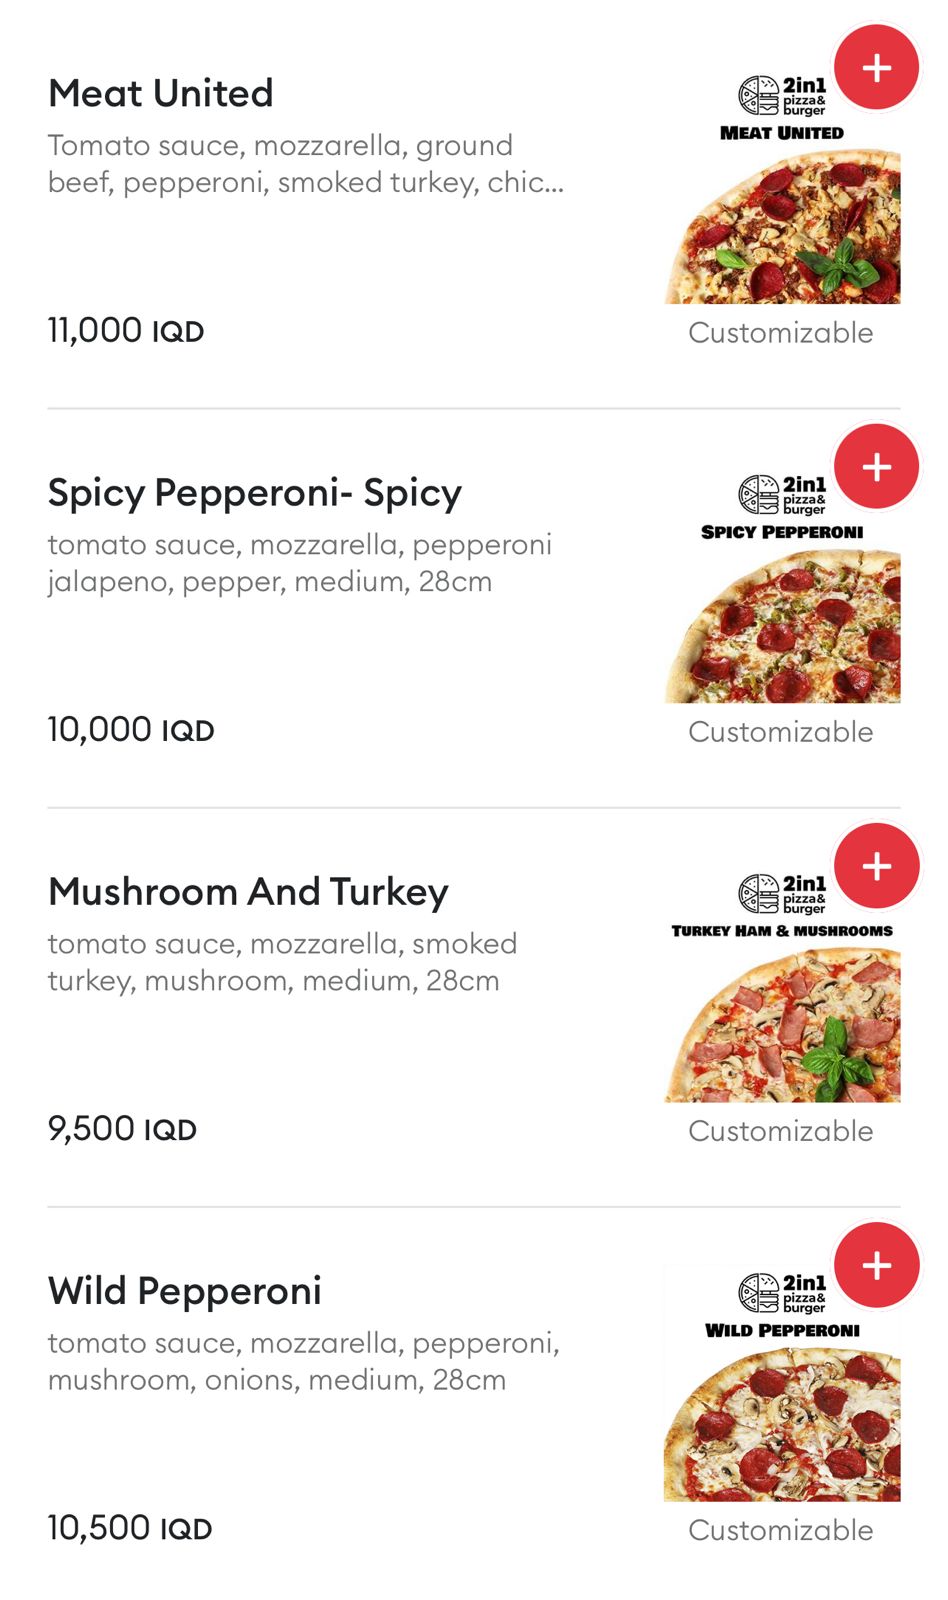 Meat United
Tomato sauce, mozzarella, ground
beef, pepperoni, smoked turkey, chic...
11,000 IQD
2in1
pizza&
burger
MEAT UNITED
Customizable
Spicy Pepperoni- Spicy
tomato sauce, mozzarella, pepperoni
jalapeno, pepper, medium, 28cm
10,000 IQD
2in1
pizza&
burger
SPICY PEPPERONI
Customizable
Mushroom And Turkey
tomato sauce, mozzarella, smoked
turkey, mushroom, medium, 28cm
9,500 IQD
2in1
pizza&
burger
TURKEY HAM & MUSHROOMS
Customizable
Wild Pepperoni
tomato sauce, mozzarella, pepperoni,
mushroom, onions, medium, 28cm
10,500 IQD
2in1
pizza&
burger
WILD PEPPERONI
Customizable